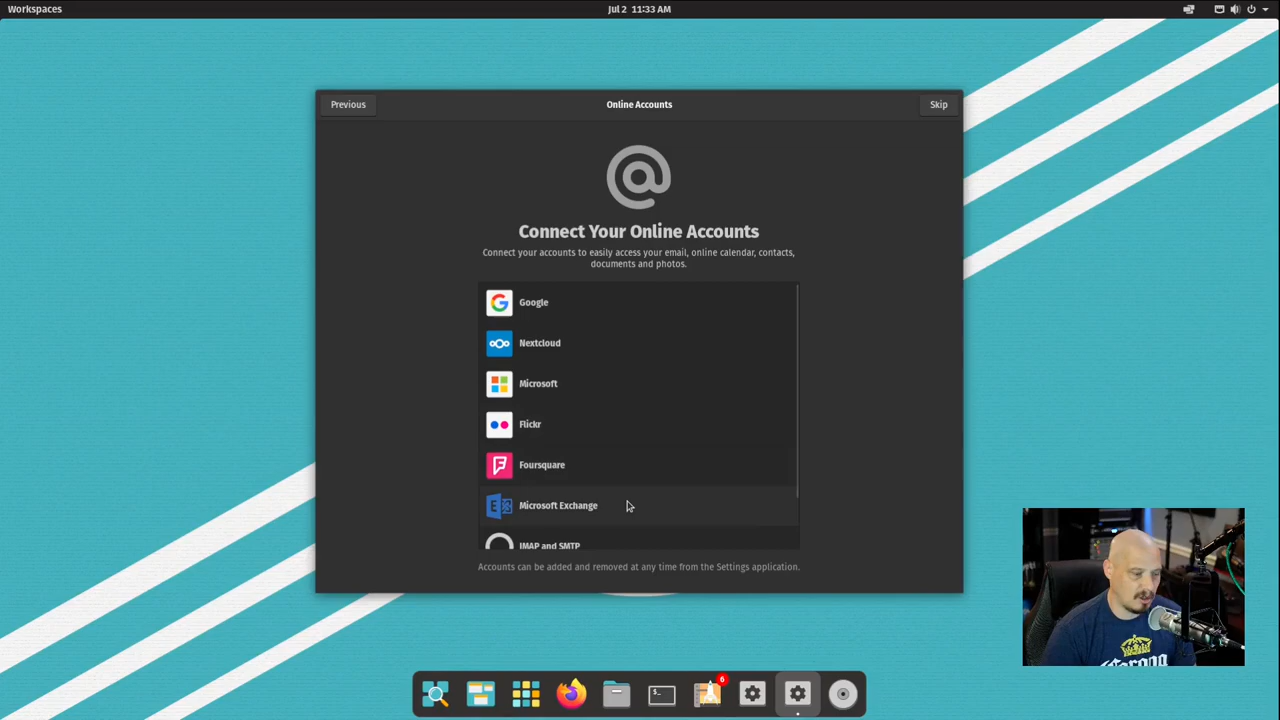 Workspaces
Jul 2 11:33 AM
Previous
Online Accounts
Skip
Connect Your Online Accounts
Connect your accounts to easily access your email, online calendar, contacts,
documents and photos.
Google
Nextcloud
Microsoft
Flickr
Foursquare
Microsoft Exchange
IMAP and SMTP
Accounts can be added and removed at any time from the Settings application.
6
Corona